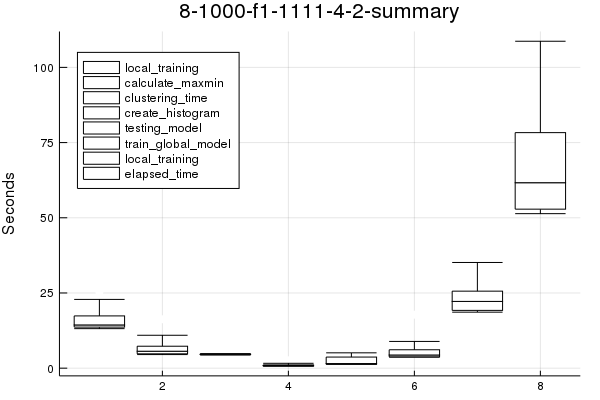 8-1000-f1-1111-4-2-summary
100
75
50
25
0
Seconds
local_training
calculate_maxmin
clustering_time
create_histogram
testing_model
train_global_model
local_training
elapsed_time
2
4
6
8